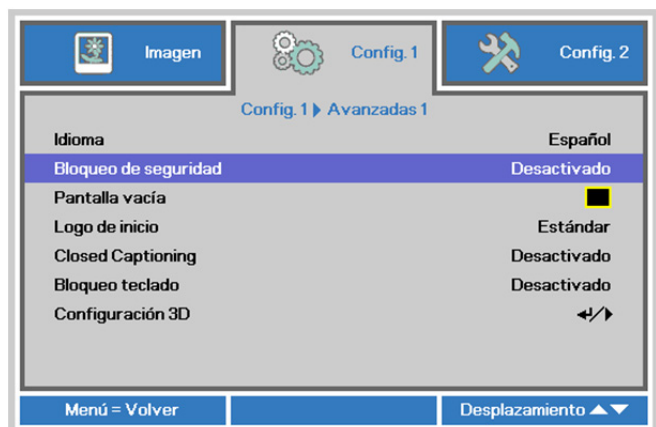 Imagen
Config. 1
Config. 2
Config. 1 Avanzadas 1
Idioma Español
Bloqueo de seguridad Desactivado
Pantalla vacía
Logo de inicio Estándar
Closed Captioning Desactivado
Bloqueo teclado Desactivado
Configuración 3D
Menú = Volver
Desplazamiento